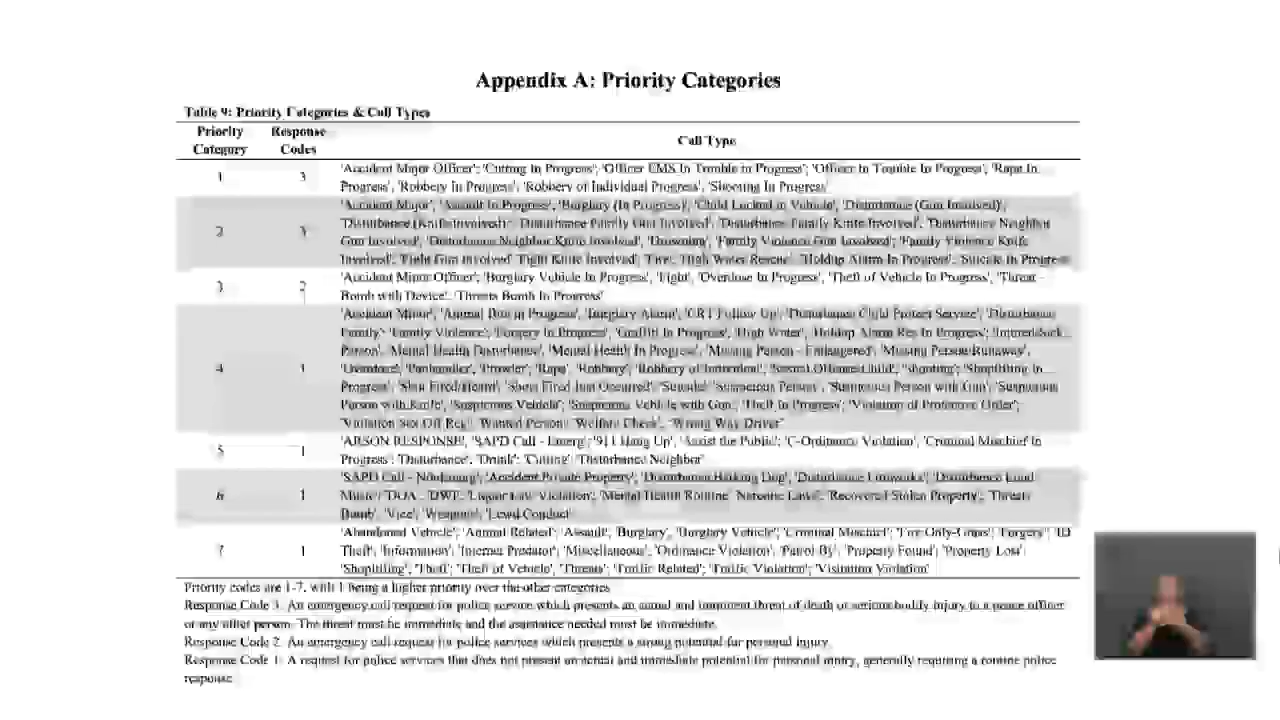 Appendix A: Priority Categories
Table 9: Priority Categories & Call Types
Priority Category
Response Codes
Call Type
1
3
'Accident Major Officer'; 'Cutting In Progress'; 'Officer EMS In Trouble in Progress'; 'Officer In Trouble In Progress', 'Rape In
Progress', 'Robbery In Progress', 'Robbery of Individual Progress', 'Shooting In Progress'
2
3
'Accident Major', 'Assault In Progress', 'Burglary (In Progress)', 'Child Locked in Vehicle', 'Disturbance (Gun Involved)',
'Disturbance (Knife Involved)'; 'Disturbance Family Gun Involved', 'Disturbance Family Knife Involved', 'Disturbance Neighbor
Gun Involved', 'Disturbance Neighbor Knife Involved', 'Drowning', 'Family Violence Gun Involved'; 'Family Violence Knife
Involved', 'Fight Gun Involved' 'Fight Knife Involved' 'Fire', 'High Water Rescue', 'Holdup Alarm In Progress', 'Suicide in Progress
3
2
'Accident Minor Officer'; 'Burglary Vehicle In Progress', 'Fight', 'Overdose In Progress', 'Theft of Vehicle In Progress', 'Threat -
Bomb with Device', 'Threats Bomb In Progress'
4
1
'Accident Minor', 'Animal Bite in Progress', 'Burglary Alarm', 'CRT Follow Up', 'Disturbance Child Protect Service', 'Disturbance
Family' 'Family Violence', 'Forgery In Progress', 'Graffiti In Progress', 'High Water', 'Holdup Alarm Res In Progress';
Person', 'Mental Health Disturbance', 'Mental Health In Progress', 'Missing Person - Endangered', 'Missing Person Runaway',
'Overdose', 'Panhandler', 'Prowler', 'Rape', 'Robbery', 'Robbery of Individual', 'Sexual Offense Child', 'Shooting'; 'Shoplifting In
Progress', 'Shots Fired Just Occurred' 'Suicide' 'Suspicious Person', 'Suspicious Person with Gun', 'Suspicious
Person with Knife', 'Suspicious Vehicle'; 'Suspicious Vehicle with Gun', 'Theft In Progress'; 'Violation of Protective Order';
'Violation Sex Off Reg' 'Wanted Person' 'Welfare Check', 'Wrong Way Driver'
5
1
'ARSON RESPONSE', 'SAPD Call - Emerg' '911 Hang Up', 'Assist the Public'; 'C-Ordinance Violation', 'Criminal Mischief In
Progress', 'Disturbance', 'Drunk' 'Cutting' 'Disturbance Neighbor'
6
1
'SAPD Call - Nonemerg', 'Accident Private Property', 'Disturbance Barking Dog', 'Disturbance Fireworks', 'Disturbance Loud
Music' 'DOA', 'DWI', 'Liquor Law Violation', 'Mental Health Routine' 'Narcotic Laws', 'Recovered Stolen Property', 'Threats
Bomb', 'Vice', 'Weapons', 'Lewd Conduct'
7
1
'Abandoned Vehicle'; 'Animal Related'; 'Assault', 'Burglary', 'Burglary Vehicle'; 'Criminal Mischief'; 'Forgery' 'ID
Theft', 'Information', 'Internet Predator', 'Miscellaneous', 'Ordinance Violation', 'Patrol By', 'Property Found', 'Property Lost'
'Shoplifting', 'Theft' 'Theft of Vehicle', 'Threats' 'Traffic Related'; 'Traffic Violation'; 'Visitation Violation'
Priority codes are 1-7, with 1 being a higher priority over the other categories
Response Code 3: An emergency call request for police service which presents an actual and imminent threat of death or serious bodily injury to a peace officer
or any other person. The threat must be immediate and the assistance needed must be immediate.
Response Code 2: An emergency call request for police services which presents a strong potential for personal injury.
Response Code 1: A request for police services that does not present an actual and immediate potential for personal injury, generally requiring a routine police
response